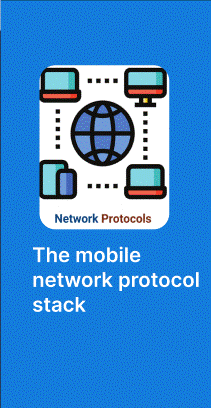 Network Protocols
The mobile
network protocol
stack